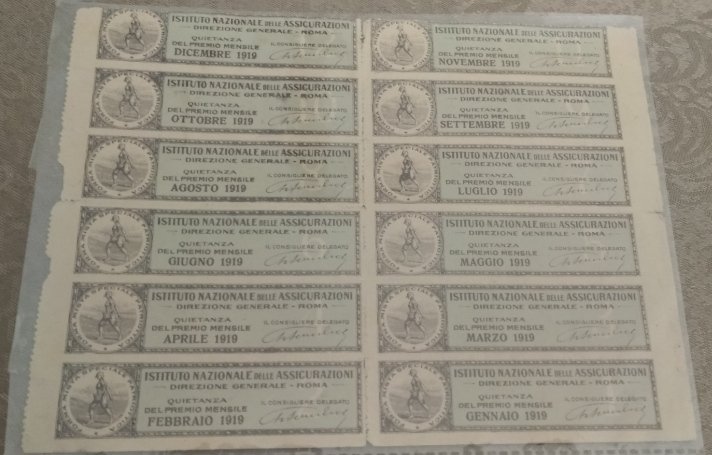 ISTITUTO NAZIONALE DELLE ASSICURAZIONI
DIREZIONE GENERALE - ROMA
QUIETANZA
DEL PREMIO MENSILE
DICEMBRE 1919
IL CONSIGLIERE DELEGATO
ISTITUTO NAZIONALE DELLE ASSICURAZIONI
DIREZIONE GENERALE - ROMA
QUIETANZA
DEL PREMIO MENSILE
NOVEMBRE 1919
IL CONSIGLIERE DELEGATO
ISTITUTO NAZIONALE DELLE ASSICURAZIONI
DIREZIONE GENERALE - ROMA
QUIETANZA
DEL PREMIO MENSILE
OTTOBRE 1919
IL CONSIGLIERE DELEGATO
ISTITUTO NAZIONALE DELLE ASSICURAZIONI
DIREZIONE GENERALE - ROMA
QUIETANZA
DEL PREMIO MENSILE
SETTEMBRE 1919
IL CONSIGLIERE DELEGATO
ISTITUTO NAZIONALE DELLE ASSICURAZIONI
DIREZIONE GENERALE - ROMA
QUIETANZA
DEL PREMIO MENSILE
AGOSTO 1919
IL CONSIGLIERE DELEGATO
ISTITUTO NAZIONALE DELLE ASSICURAZIONI
DIREZIONE GENERALE - ROMA
QUIETANZA
DEL PREMIO MENSILE
LUGLIO 1919
IL CONSIGLIERE DELEGATO
ISTITUTO NAZIONALE DELLE ASSICURAZIONI
DIREZIONE GENERALE - ROMA
QUIETANZA
DEL PREMIO MENSILE
GIUGNO 1919
IL CONSIGLIERE DELEGATO
ISTITUTO NAZIONALE DELLE ASSICURAZIONI
DIREZIONE GENERALE - ROMA
QUIETANZA
DEL PREMIO MENSILE
MAGGIO 1919
IL CONSIGLIERE DELEGATO
ISTITUTO NAZIONALE DELLE ASSICURAZIONI
DIREZIONE GENERALE - ROMA
QUIETANZA
DEL PREMIO MENSILE
APRILE 1919
IL CONSIGLIERE DELEGATO
ISTITUTO NAZIONALE DELLE ASSICURAZIONI
DIREZIONE GENERALE - ROMA
QUIETANZA
DEL PREMIO MENSILE
MARZO 1919
IL CONSIGLIERE DELEGATO
ISTITUTO NAZIONALE DELLE ASSICURAZIONI
DIREZIONE GENERALE - ROMA
QUIETANZA
DEL PREMIO MENSILE
FEBBRAIO 1919
IL CONSIGLIERE DELEGATO
ISTITUTO NAZIONALE DELLE ASSICURAZIONI
DIREZIONE GENERALE - ROMA
QUIETANZA
DEL PREMIO MENSILE
GENNAIO 1919
IL CONSIGLIERE DELEGATO